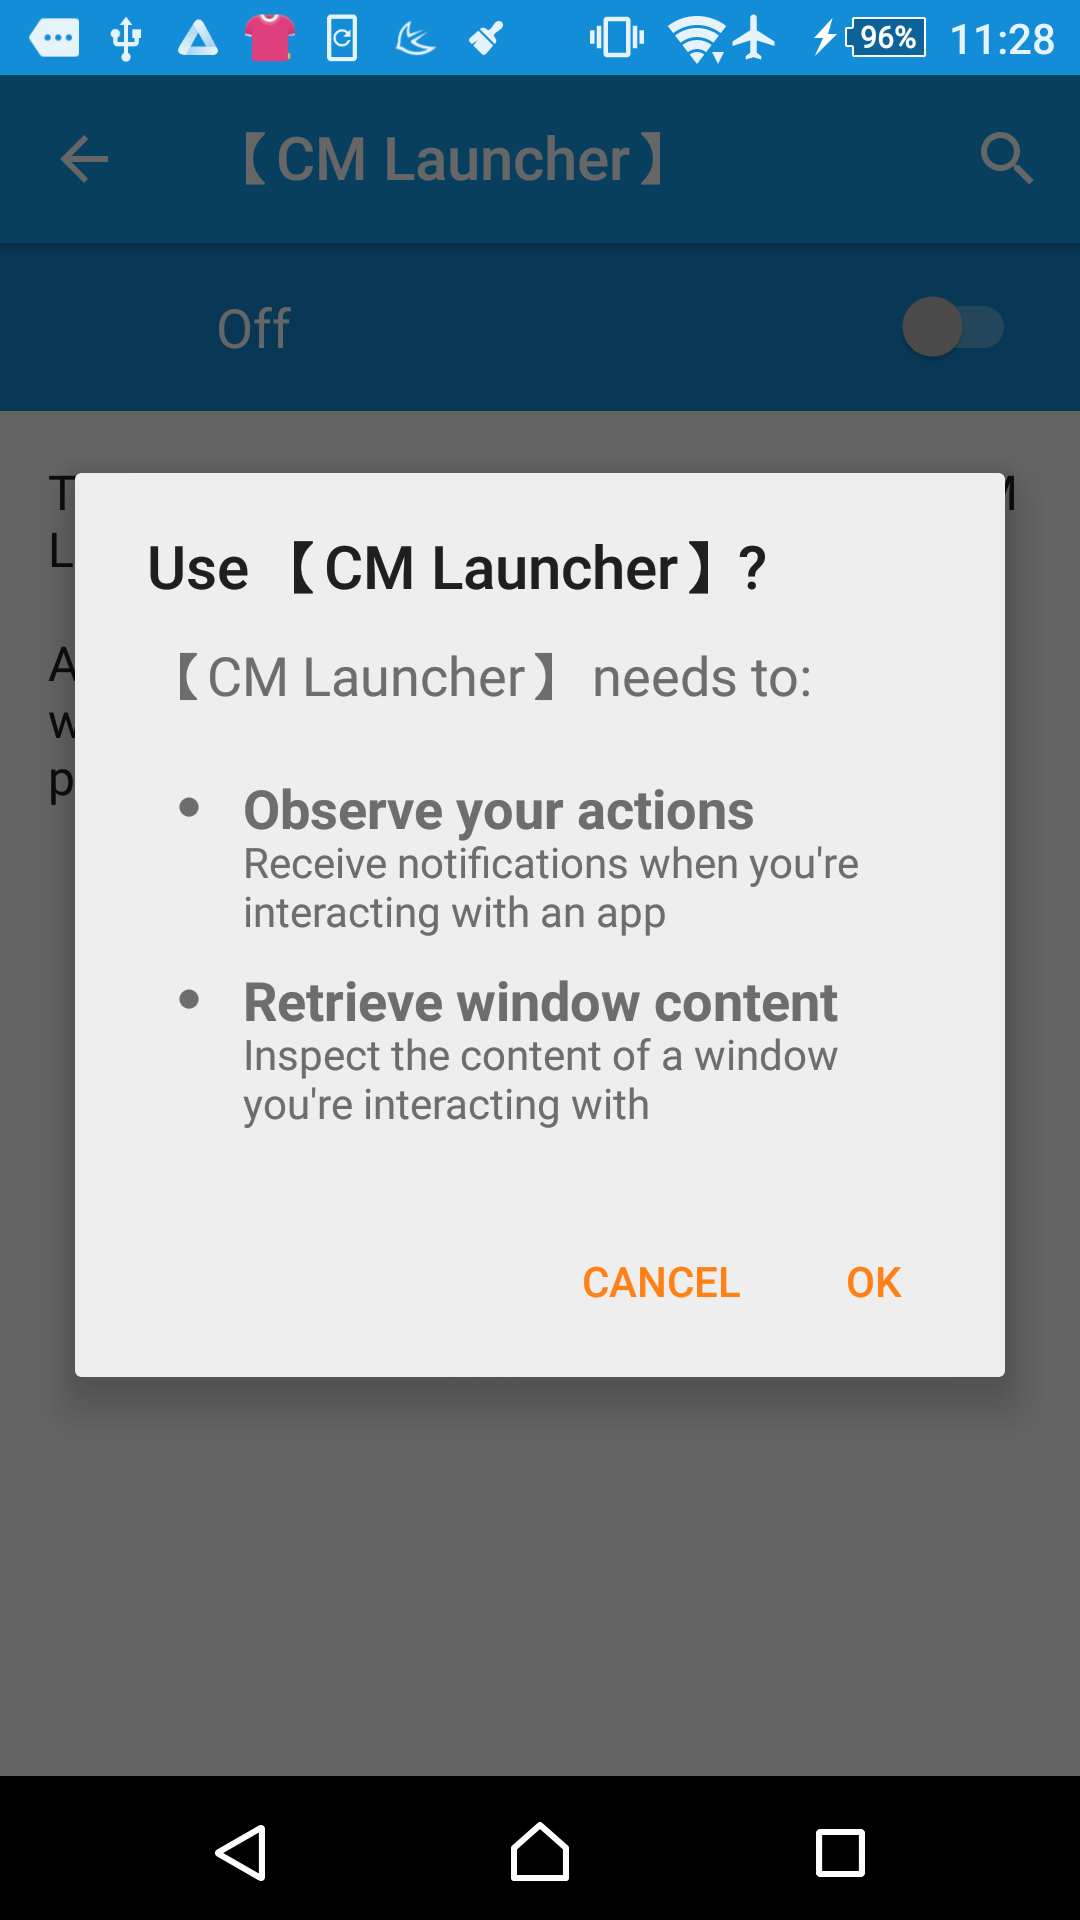 96% 11:28
【CM Launcher】
Off
Use 【CM Launcher】?
【CM Launcher】 needs to:
• Observe your actions
Receive notifications when you're
interacting with an app
• Retrieve window content
Inspect the content of a window
you're interacting with
CANCEL OK